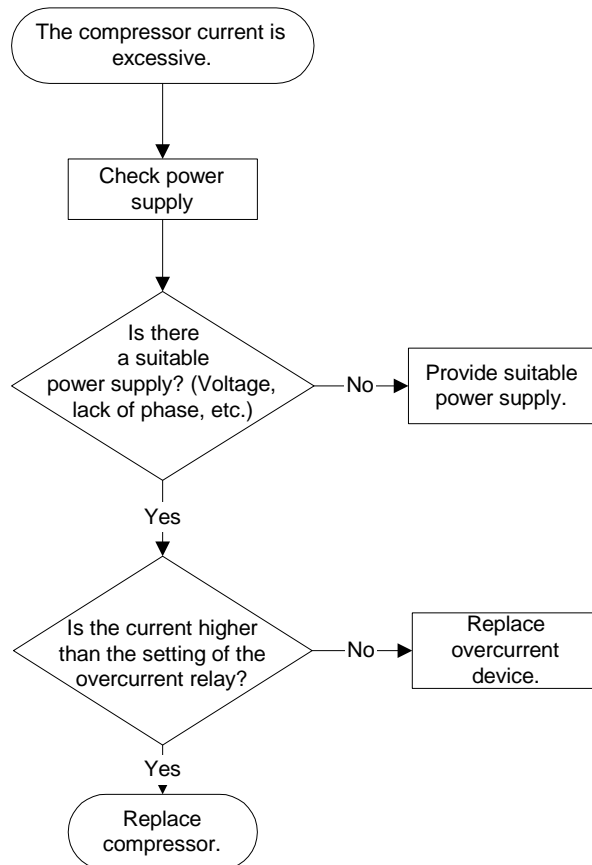 The compressor current is
excessive.
Check power
supply
Is there
a suitable
power supply? (Voltage,
lack of phase, etc.)
No
Provide suitable
power supply.
Yes
Is the current higher
than the setting of the
overcurrent relay?
No
Replace
overcurrent
device.
Yes
Replace
compressor.